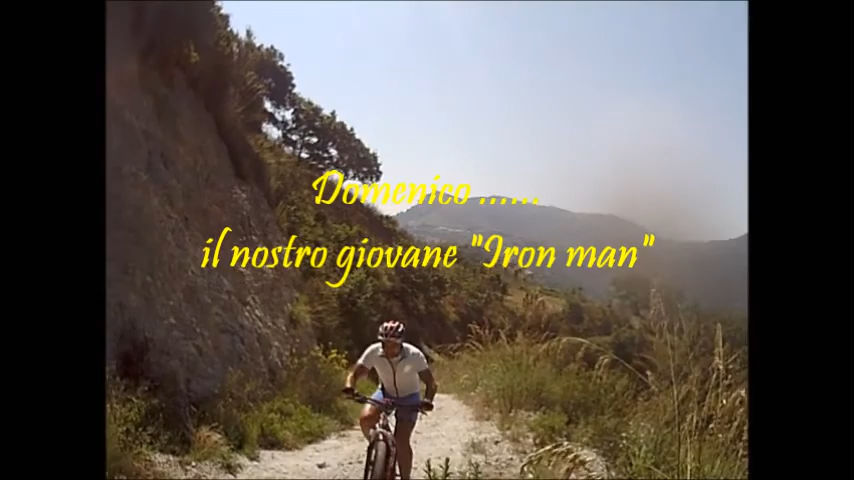 Domenico ......
il nostro giovane "Iron man"